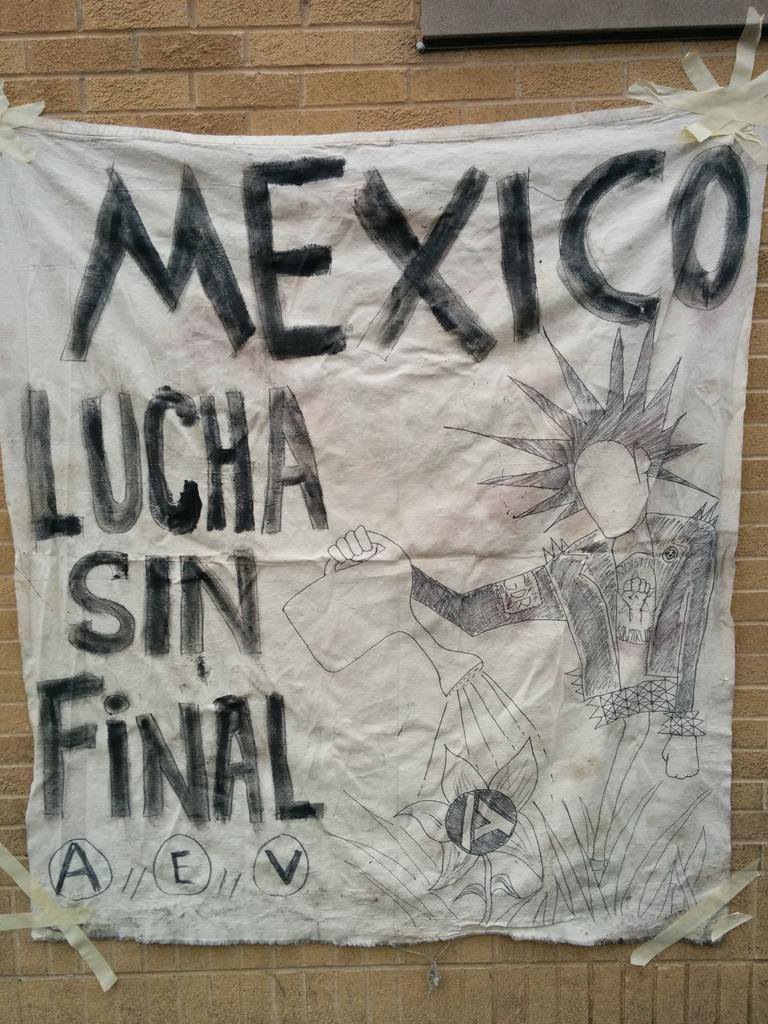 MEXICO
LUCHA
SIN
FiNAL
A // E // V